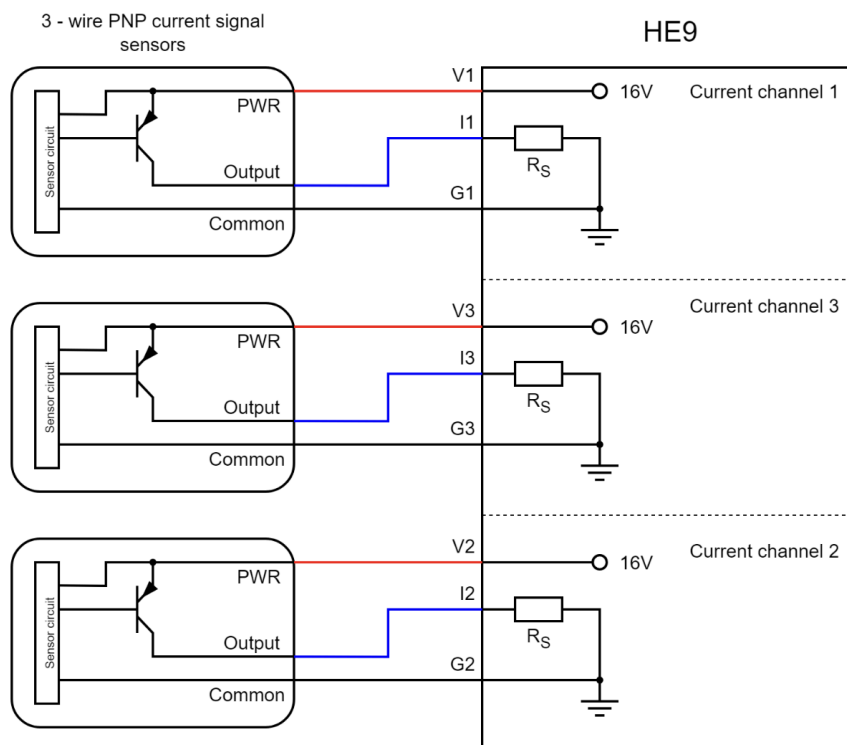 3 - wire PNP current signal
sensors
HE9
V1
PWR
16V
Current channel 1
I1
Sensor circuit
Output
RS
G1
Common
V3
Current channel 3
PWR
16V
I3
Sensor circuit
Output
RS
G3
Common
V2
Current channel 2
PWR
16V
I2
Sensor circuit
Output
RS
G2
Common